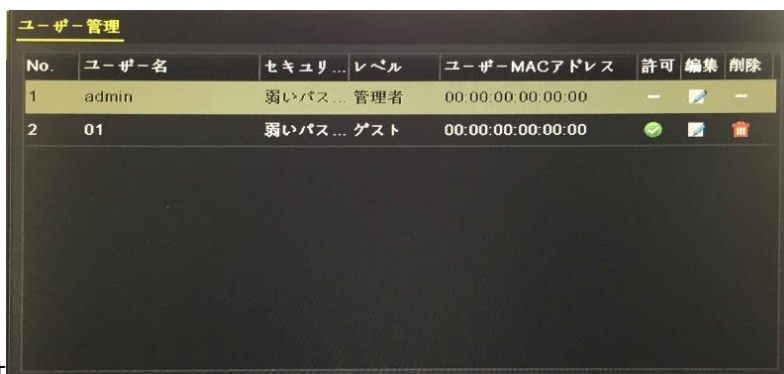 ユーザー管理
No. ユーザー名 セキュリ... レベル ユーザーMACアドレス 許可 編集 削除
1 admin 弱いパス... 管理者 00:00:00:00:00:00 – –
2 01 弱いパス... ゲスト 00:00:00:00:00:00